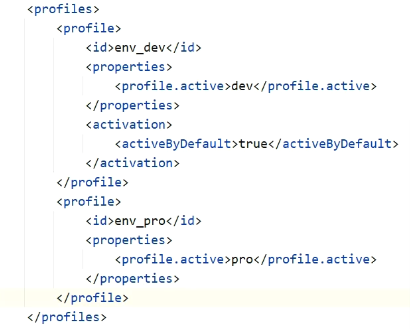 <profiles>
    <profile>
        <id>env_dev</id>
        <properties>
            <profile.active>dev</profile.active>
        </properties>
        <activation>
            <activeByDefault>true</activeByDefault>
        </activation>
    </profile>
    <profile>
        <id>env_pro</id>
        <properties>
            <profile.active>pro</profile.active>
        </properties>
    </profile>
</profiles>